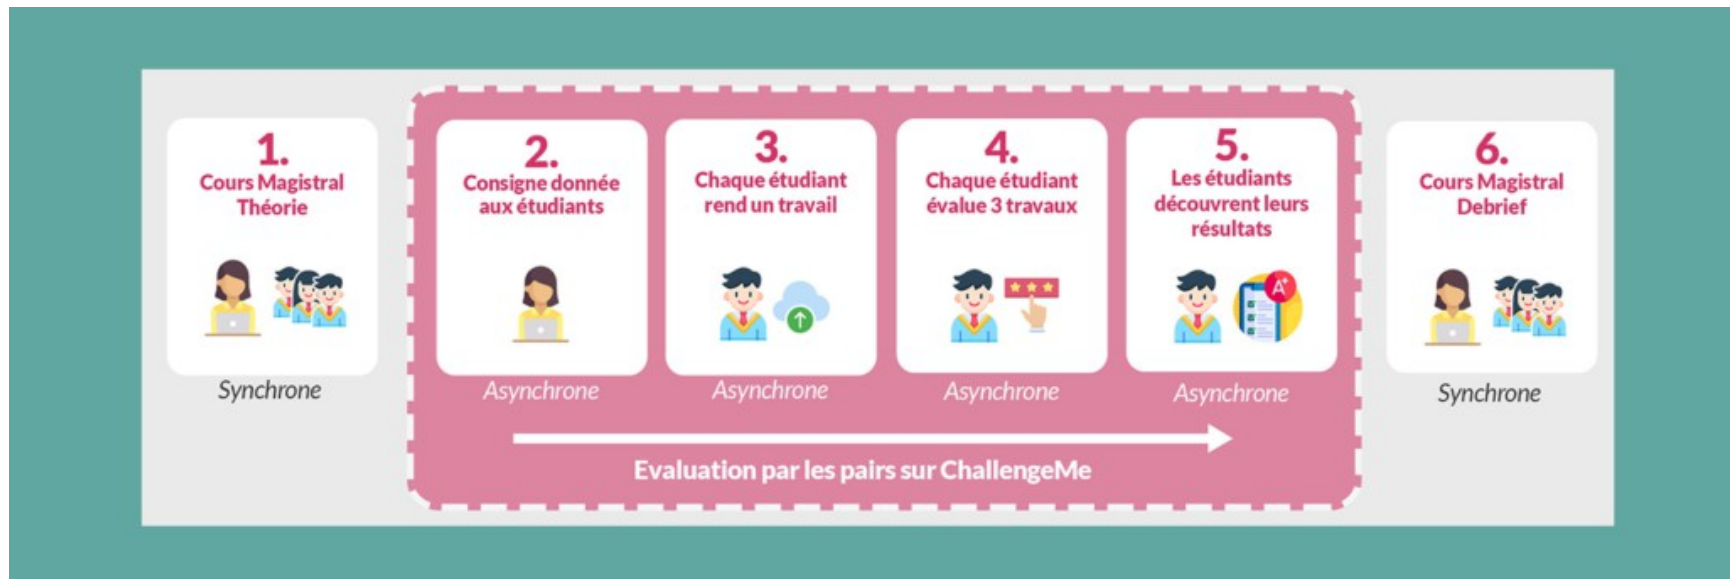 1.
Cours Magistral
Théorie
Synchrone
2.
Consigne donnée
aux étudiants
Asynchrone
3.
Chaque étudiant
rend un travail
Asynchrone
4.
Chaque étudiant
évalue 3 travaux
Asynchrone
5.
Les étudiants
découvrent leurs
résultats
A+
Asynchrone
6.
Cours Magistral
Debrief
Synchrone
Evaluation par les pairs sur ChallengeMe